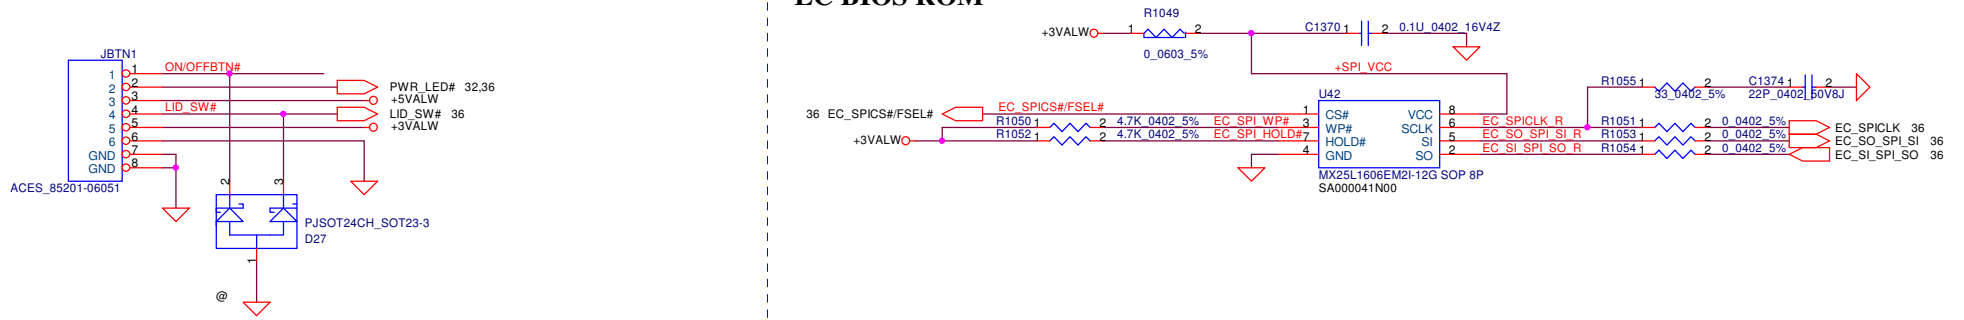 EC BIOS ROM
JBTN1
1 1 ON/OFFBTN#
2 2 PWR_LED# 32,36
3 3 +5VALW
4 4 LID_SW# LID_SW# 36
5 5 +3VALW
6 6
GND 7
GND 8
ACES_85201-06051
2 3
PJSOT24CH_SOT23-3
D27
1
@
R1049
+3VALW 1 2 C1370 1 2 0.1U_0402_16V4Z
0_0603_5%
+SPI_VCC
R1055 1 2 C1374 1 2
33_0402_5% 22P_0402_50V8J
U42
36 EC_SPICS#/FSEL# EC_SPICS#/FSEL# 1 CS# VCC 8
R1050 1 2 4.7K_0402_5% EC_SPI_WP# 3 WP# SCLK 6 EC_SPICLK_R R1051 1 2 0_0402_5% EC_SPICLK 36
+3VALW R1052 1 2 4.7K_0402_5% EC_SPI_HOLD# 7 HOLD# SI 5 EC_SO_SPI_SI_R R1053 1 2 0_0402_5% EC_SO_SPI_SI 36
4 GND SO 2 EC_SI_SPI_SO_R R1054 1 2 0_0402_5% EC_SI_SPI_SO 36
MX25L1606EM2I-12G SOP 8P
SA000041N00